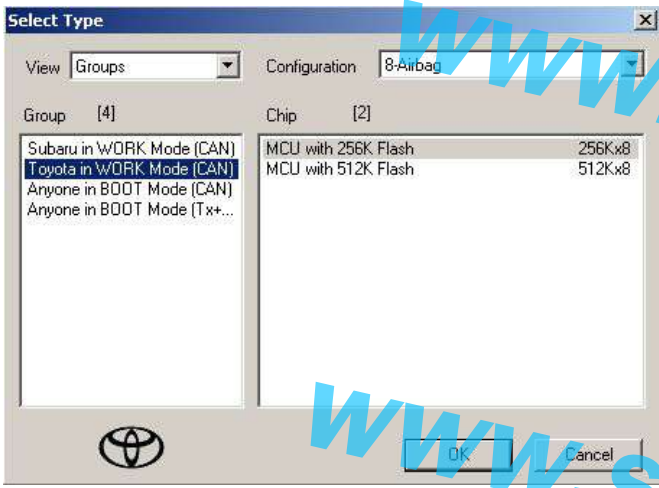 Select Type
View Groups Configuration 8-Airbag
Group [4] Chip [2]
Subaru in WORK Mode (CAN)
Toyota in WORK Mode (CAN)
Anyone in BOOT Mode (CAN)
Anyone in BOOT Mode (Tx+...
MCU with 256K Flash 256Kx8
MCU with 512K Flash 512Kx8
OK Cancel
www.
www.s